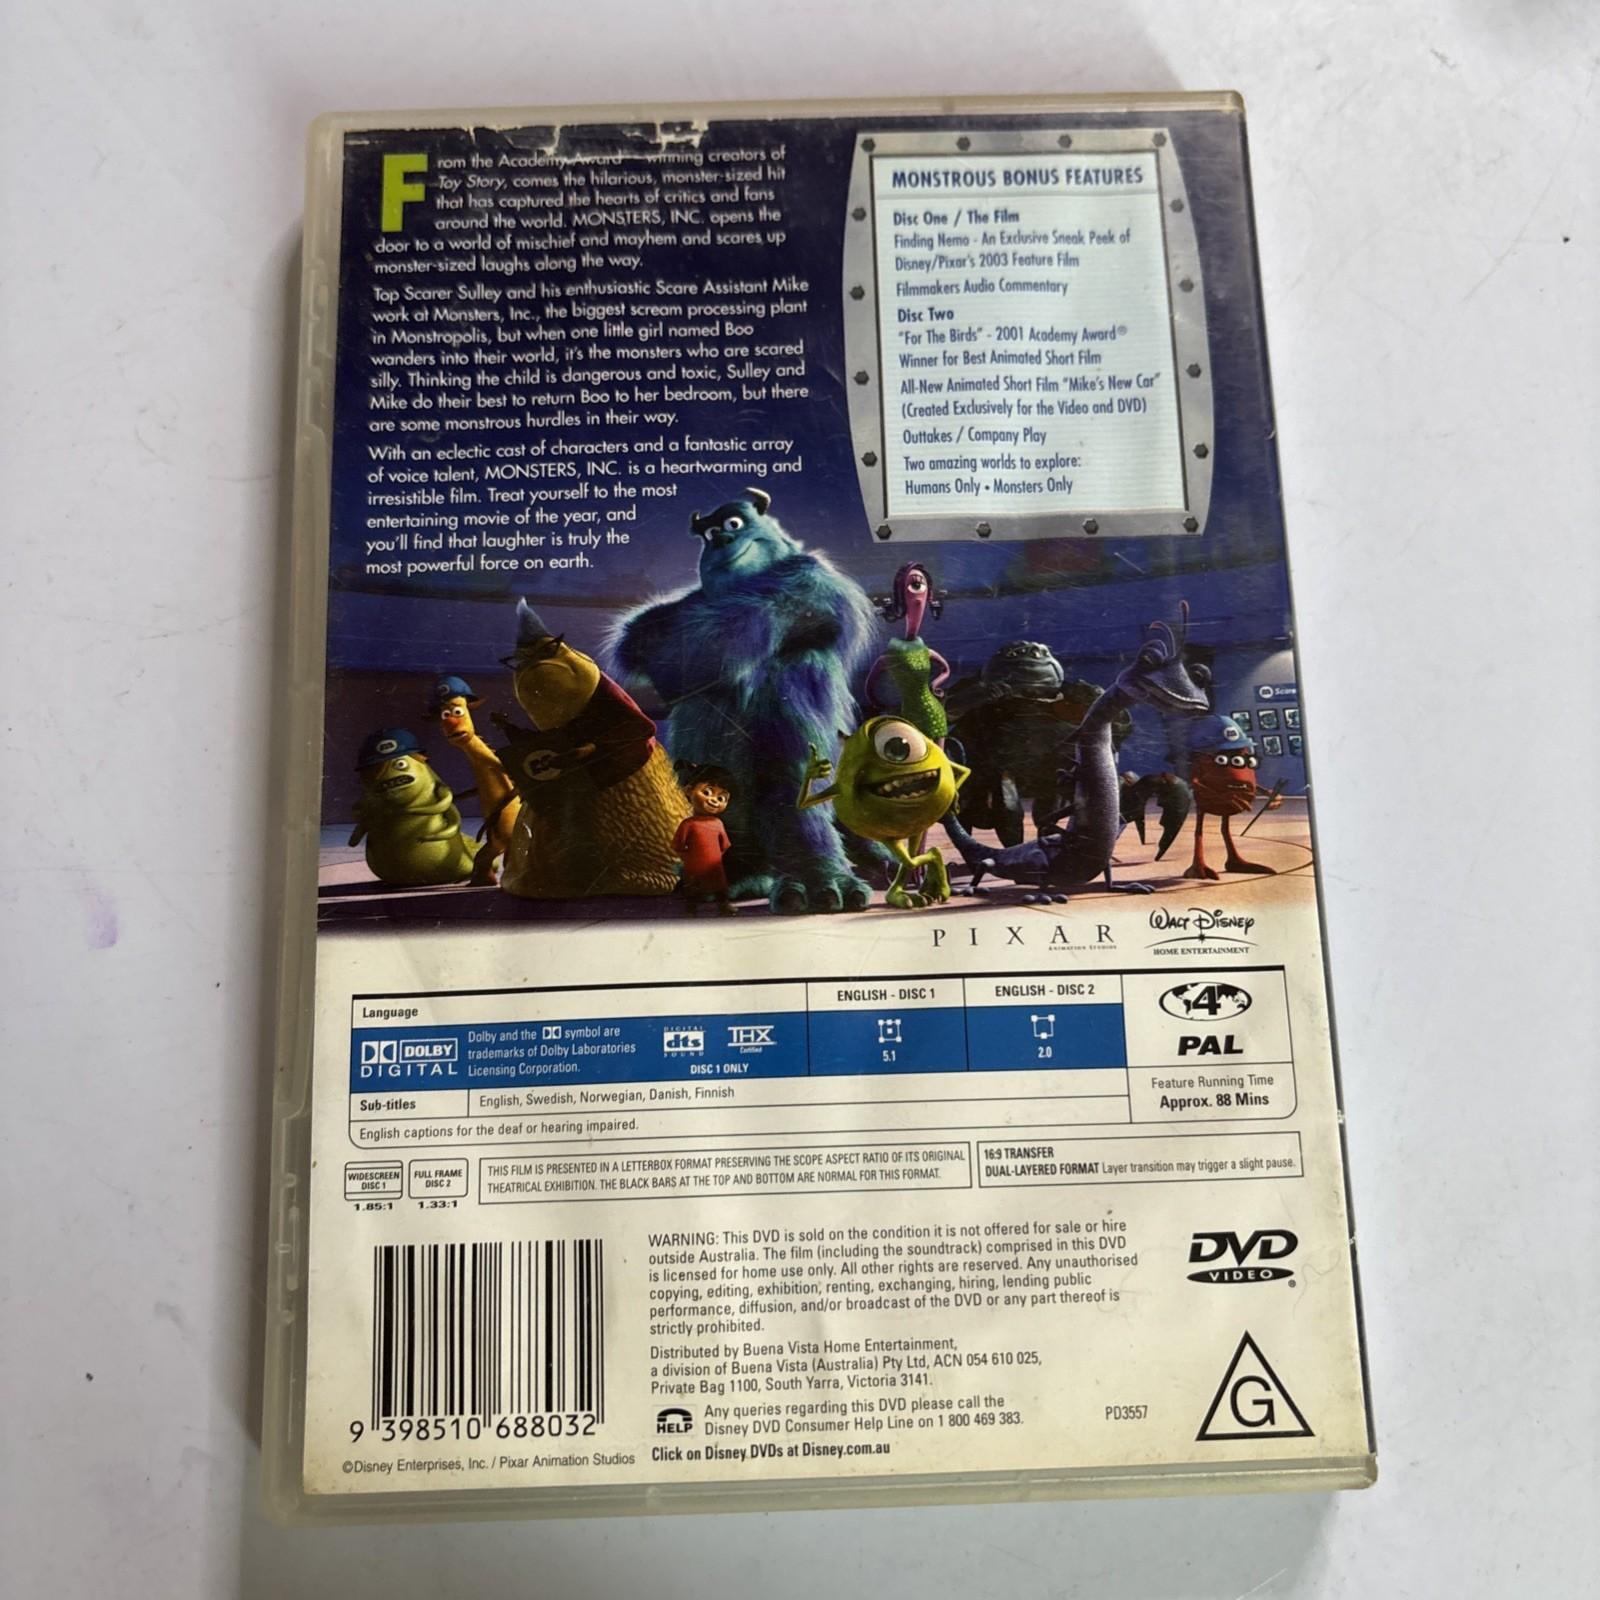 From the Academy Award winning creators of
Toy Story, comes the hilarious, monster-sized hit
that has captured the hearts of critics and fans
around the world. MONSTERS, INC. opens the
door to a world of mischief and mayhem and scares up
monster-sized laughs along the way.
Top Scarer Sulley and his enthusiastic Scare Assistant Mike
work at Monsters, Inc., the biggest scream processing plant
in Monstropolis, but when one little girl named Boo
wanders into their world, it's the monsters who are scared
silly. Thinking the child is dangerous and toxic, Sulley and
Mike do their best to return Boo to her bedroom, but there
are some monstrous hurdles in their way.
With an eclectic cast of characters and a fantastic array
of voice talent, MONSTERS, INC. is a heartwarming and
irresistible film. Treat yourself to the most
entertaining movie of the year, and
you'll find that laughter is truly the
most powerful force on earth.
MONSTROUS BONUS FEATURES
Disc One / The Film
Finding Nemo - An Exclusive Sneak Peek of
Disney/Pixar's 2003 Feature Film
Filmmakers Audio Commentary
Disc Two
"For The Birds" - 2001 Academy Award®
Winner for Best Animated Short Film
All-New Animated Short Film "Mike's New Car"
(Created Exclusively for the Video and DVD)
Outtakes / Company Play
Two amazing worlds to explore:
Humans Only • Monsters Only
Score
PIXAR
ANIMATION STUDIOS
WALT DISNEY
HOME ENTERTAINMENT
Language
ENGLISH - DISC 1
ENGLISH - DISC 2
DOLBY
DIGITAL
Dolby and the DD symbol are
trademarks of Dolby Laboratories
Licensing Corporation.
DIGITAL
dts
SOUND
THX
Certified
DISC 1 ONLY
5.1
2.0
4
PAL
Sub-titles
English, Swedish, Norwegian, Danish, Finnish
English captions for the deaf or hearing impaired.
Feature Running Time
Approx. 88 Mins
WIDESCREEN
DISC 1
1.85:1
FULL FRAME
DISC 2
1.33:1
THIS FILM IS PRESENTED IN A LETTERBOX FORMAT PRESERVING THE SCOPE ASPECT RATIO OF ITS ORIGINAL
THEATRICAL EXHIBITION. THE BLACK BARS AT THE TOP AND BOTTOM ARE NORMAL FOR THIS FORMAT.
16:9 TRANSFER
DUAL-LAYERED FORMAT Layer transition may trigger a slight pause.
WARNING: This DVD is sold on the condition it is not offered for sale or hire
outside Australia. The film (including the soundtrack) comprised in this DVD
is licensed for home use only. All other rights are reserved. Any unauthorised
copying, editing, exhibition, renting, exchanging, hiring, lending public
performance, diffusion, and/or broadcast of the DVD or any part thereof is
strictly prohibited.
Distributed by Buena Vista Home Entertainment,
a division of Buena Vista (Australia) Pty Ltd, ACN 054 610 025,
Private Bag 1100, South Yarra, Victoria 3141.
HELP
Any queries regarding this DVD please call the
Disney DVD Consumer Help Line on 1 800 469 383.
Click on Disney DVDs at Disney.com.au
PD3557
DVD
VIDEO
®
G
9 398510 688032
©Disney Enterprises, Inc. / Pixar Animation Studios